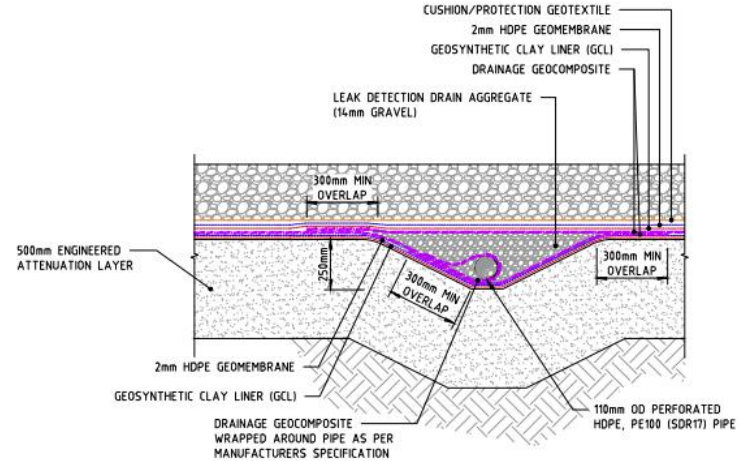 CUSHION/PROTECTION GEOTEXTILE
2mm HDPE GEOMEMBRANE
GEOSYNTHETIC CLAY LINER (GCL)
DRAINAGE GEOCOMPOSITE
LEAK DETECTION DRAIN AGGREGATE
(14mm GRAVEL)
300mm MIN
OVERLAP
500mm ENGINEERED
ATTENUATION LAYER
250mm
300mm MIN
OVERLAP
300mm MIN
OVERLAP
2mm HDPE GEOMEMBRANE
GEOSYNTHETIC CLAY LINER (GCL)
DRAINAGE GEOCOMPOSITE
WRAPPED AROUND PIPE AS PER
MANUFACTURERS SPECIFICATION
110mm OD PERFORATED
HDPE, PE100 (SDR17) PIPE